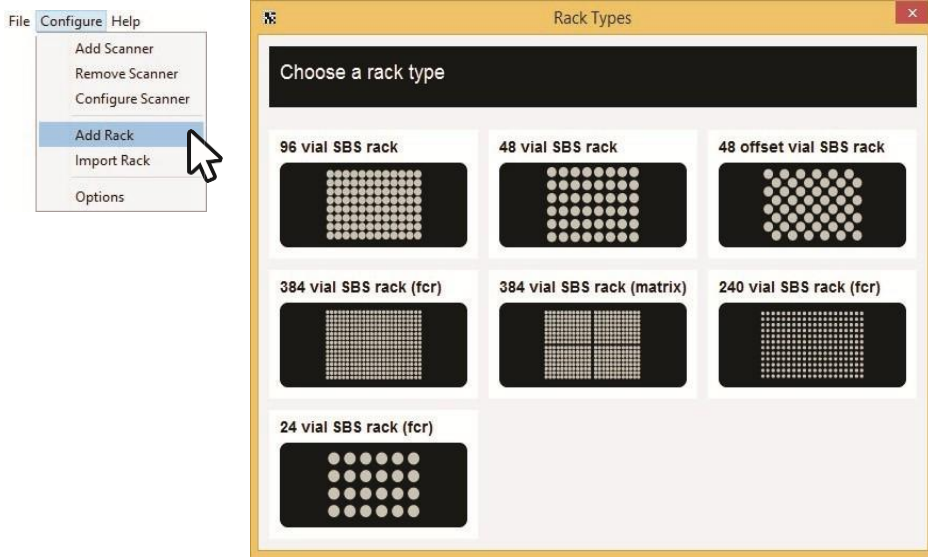 File Configure Help
Add Scanner
Remove Scanner
Configure Scanner
Add Rack
Import Rack
Options
Rack Types
Choose a rack type
96 vial SBS rack
48 vial SBS rack
48 offset vial SBS rack
384 vial SBS rack (fcr)
384 vial SBS rack (matrix)
240 vial SBS rack (fcr)
24 vial SBS rack (fcr)